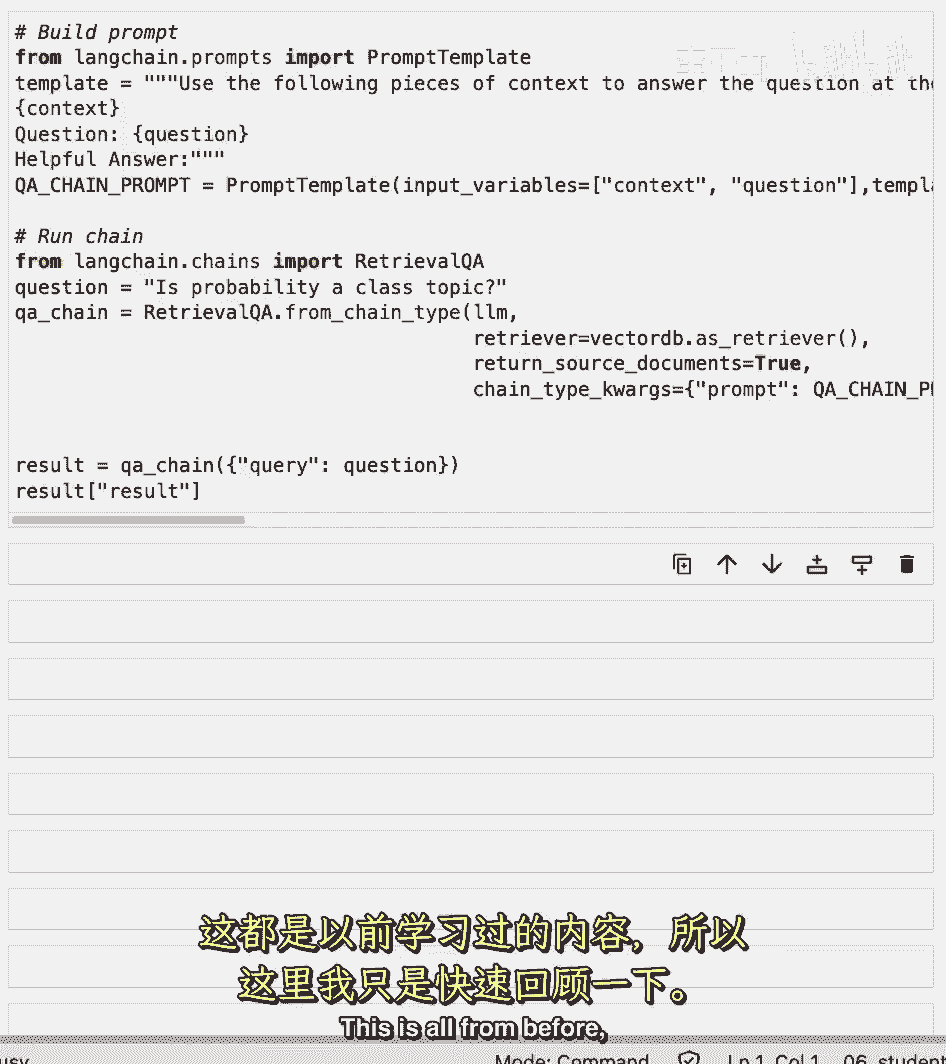 # Build prompt
from langchain.prompts import PromptTemplate
template = """Use the following pieces of context to answer the question at the
{context}
Question: {question}
Helpful Answer:"""
QA_CHAIN_PROMPT = PromptTemplate(input_variables=["context", "question"],templa
# Run chain
from langchain.chains import RetrievalQA
question = "Is probability a class topic?"
qa_chain = RetrievalQA.from_chain_type(llm,
retriever=vectordb.as_retriever(),
return_source_documents=True,
chain_type_kwargs={"prompt": QA_CHAIN_PR
result = qa_chain({"query": question})
result["result"]
这都是以前学习过的内容，所以
这里我只是快速回顾一下。
This is all from before,
usy Mode: Command Ln 1, Col 1 06_student